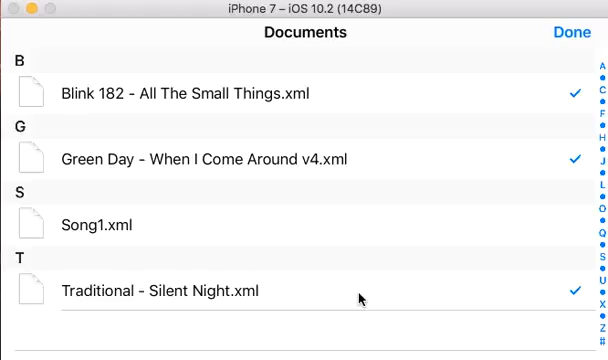 iPhone 7 – iOS 10.2 (14C89)
Documents
Done
B
Blink 182 - All The Small Things.xml
G
Green Day - When I Come Around v4.xml
S
Song1.xml
T
Traditional - Silent Night.xml
A
C
F
H
J
L
O
Q
S
U
X
Z
#